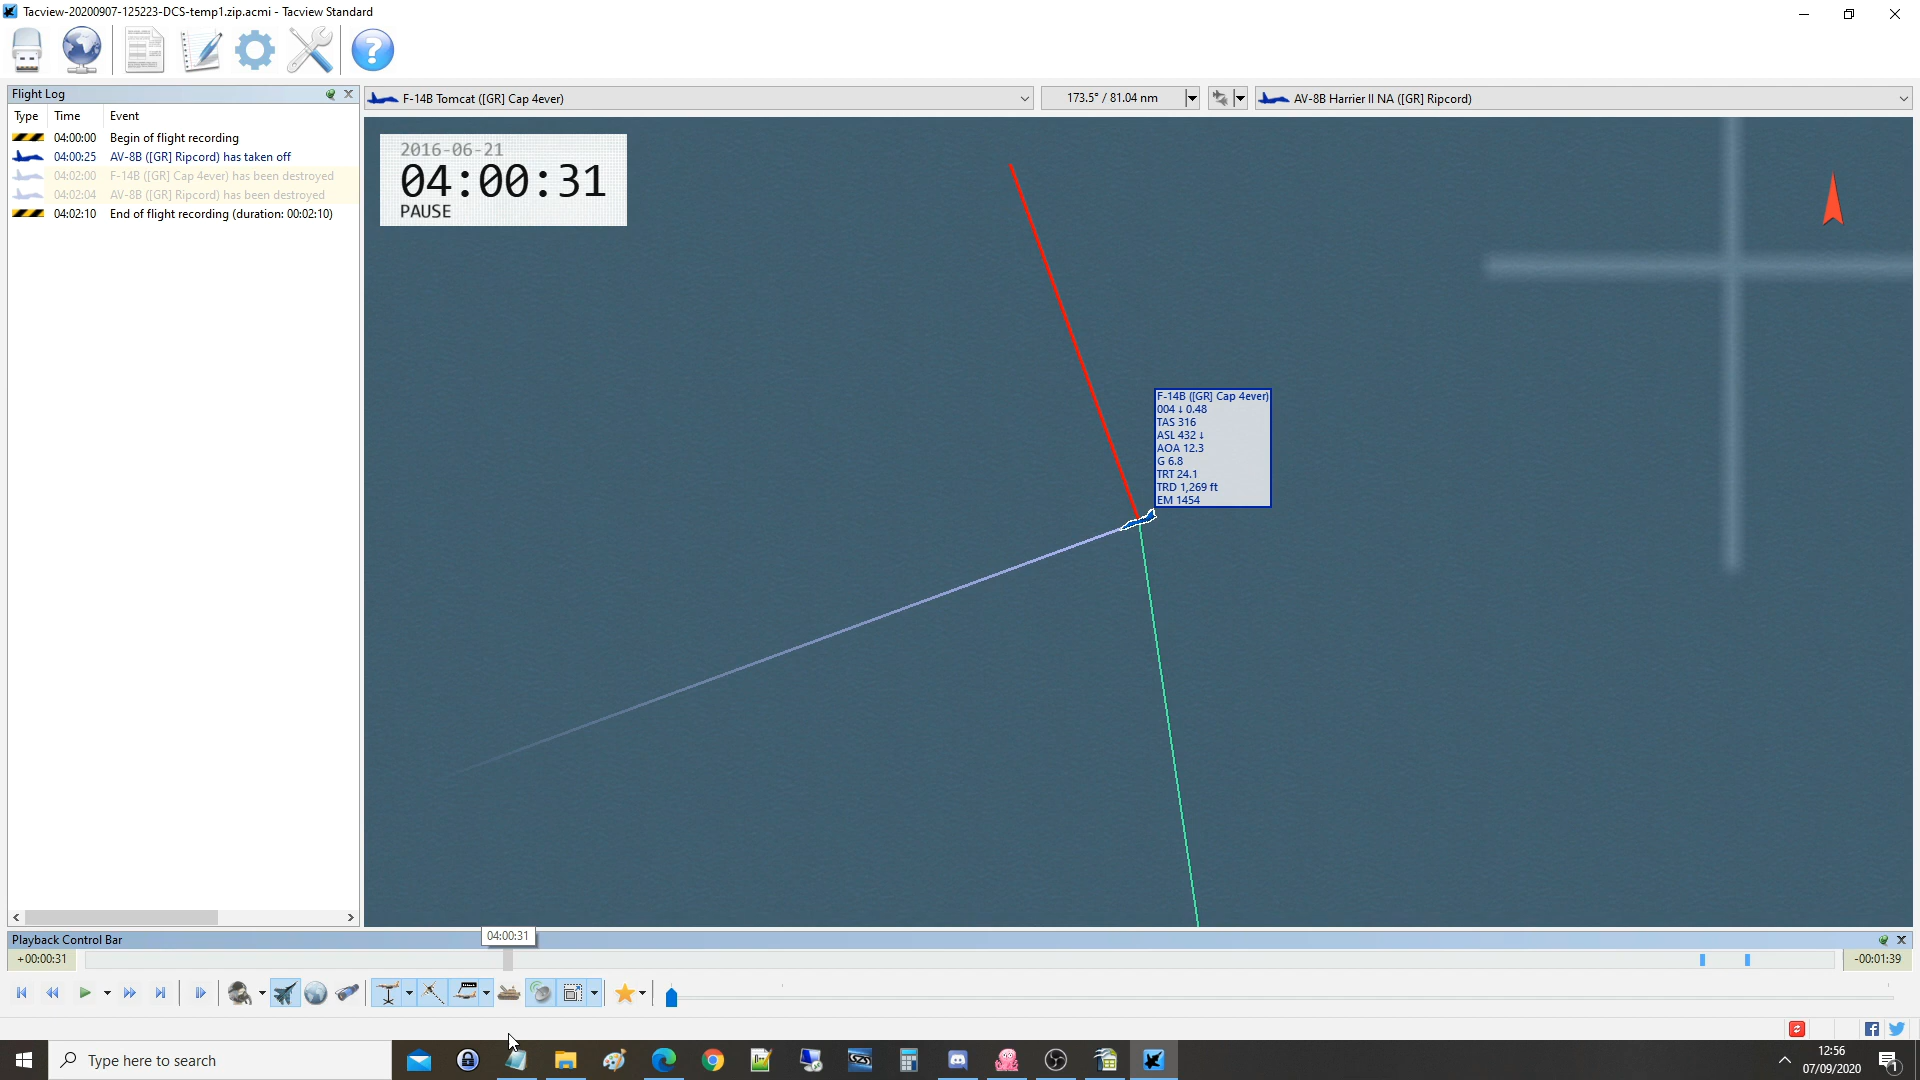 Tacview-20200907-125223-DCS-temp1.zip.acmi - Tacview Standard
Flight Log
F-14B Tomcat ([GR] Cap 4ever)
173.5° / 81.04 nm
AV-8B Harrier II NA ([GR] Ripcord)
Type Time Event
04:00:00 Begin of flight recording
04:00:25 AV-8B ([GR] Ripcord) has taken off
04:02:00 F-14B ([GR] Cap 4ever) has been destroyed
04:02:04 AV-8B ([GR] Ripcord) has been destroyed
04:02:10 End of flight recording (duration: 00:02:10)
2016-06-21
04:00:31
PAUSE
F-14B ([GR] Cap 4ever)
004 ↓ 0.48
TAS 316
ASL 432 ↓
AOA 12.3
G 6.8
TRT 24.1
TRD 1,269 ft
EM 1454
04:00:31
Playback Control Bar
+00:00:31
-00:01:39
Type here to search
12:56
07/09/2020
1